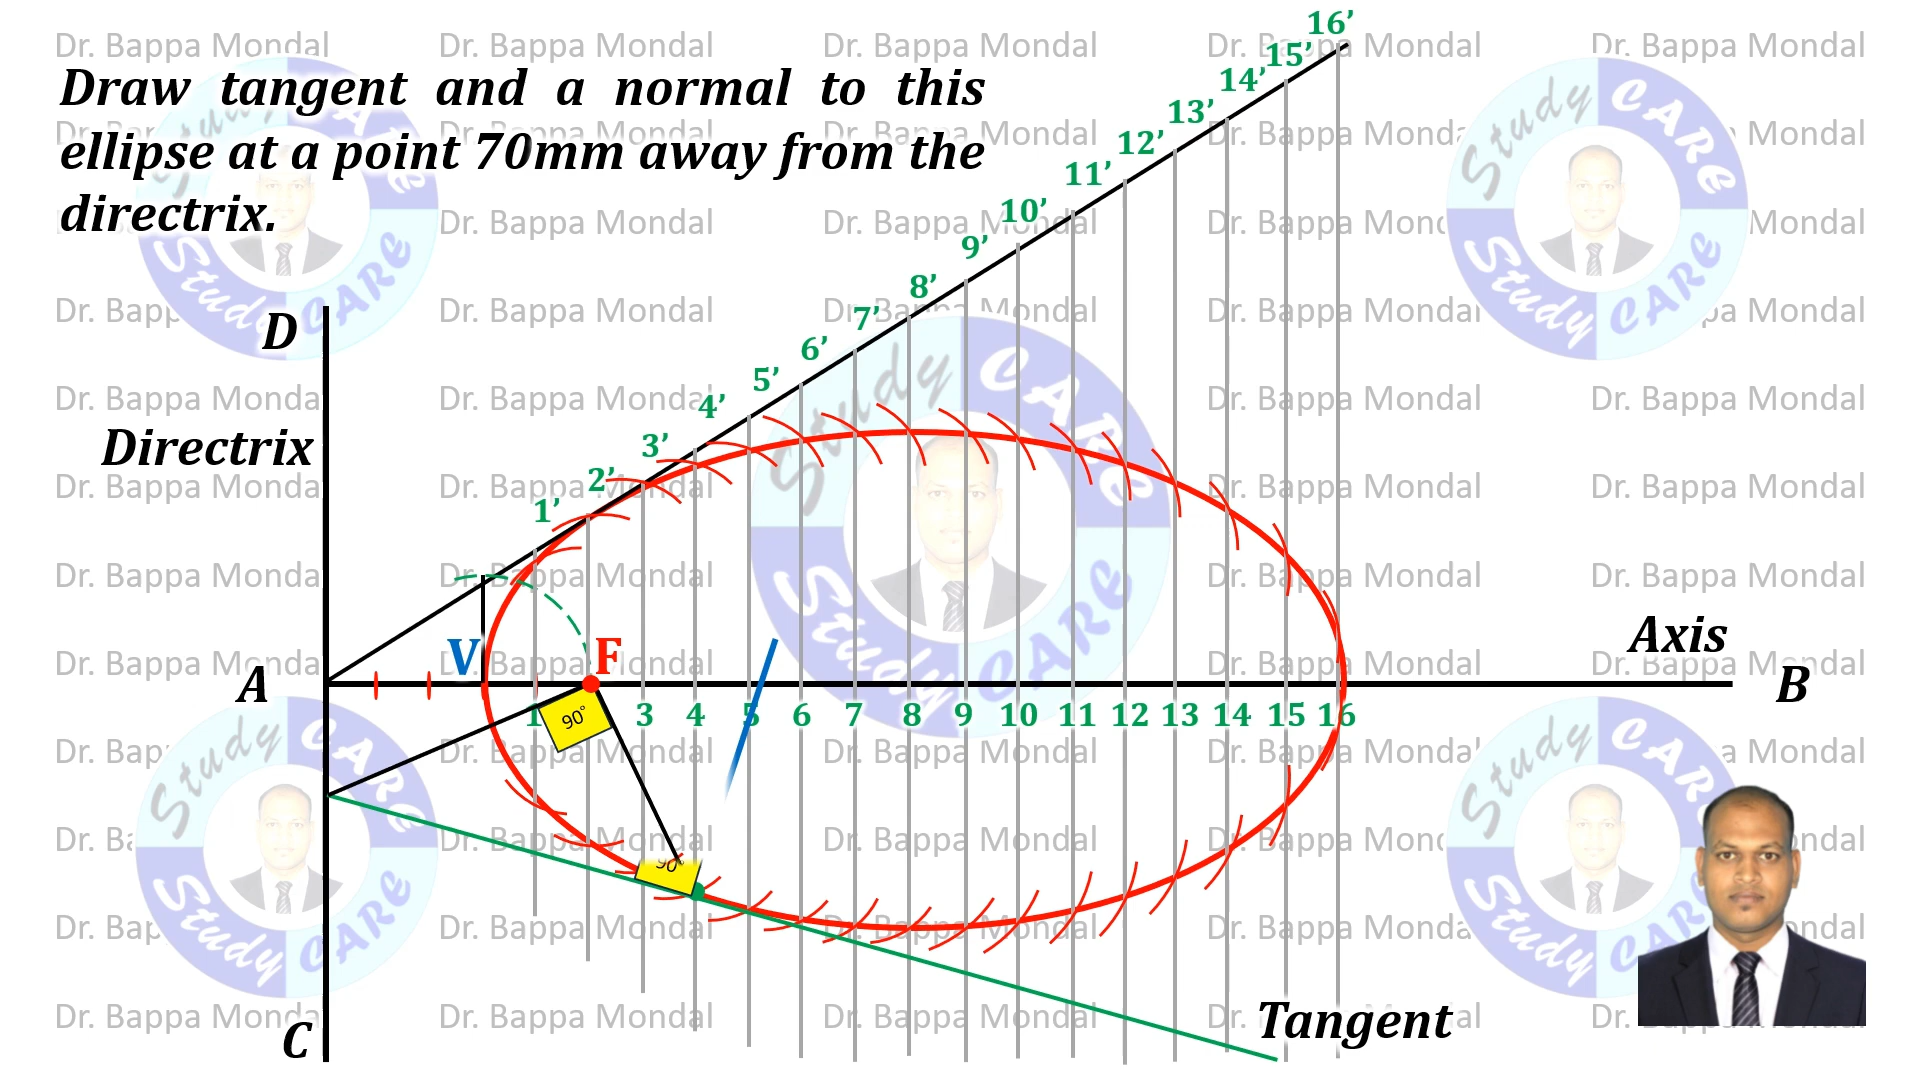 Draw tangent and a normal to this
ellipse at a point 70mm away from the
directrix.
16’
15’
14’
13’
12’
11’
10’
9’
8’
7’
6’
5’
4’
3’
2’
1’
D
Directrix
A
V
F
Axis
B
1 3 4 5 6 7 8 9 10 11 12 13 14 15 16
90°
90°
C
Tangent
Dr. Bappa Mondal
Study CARE